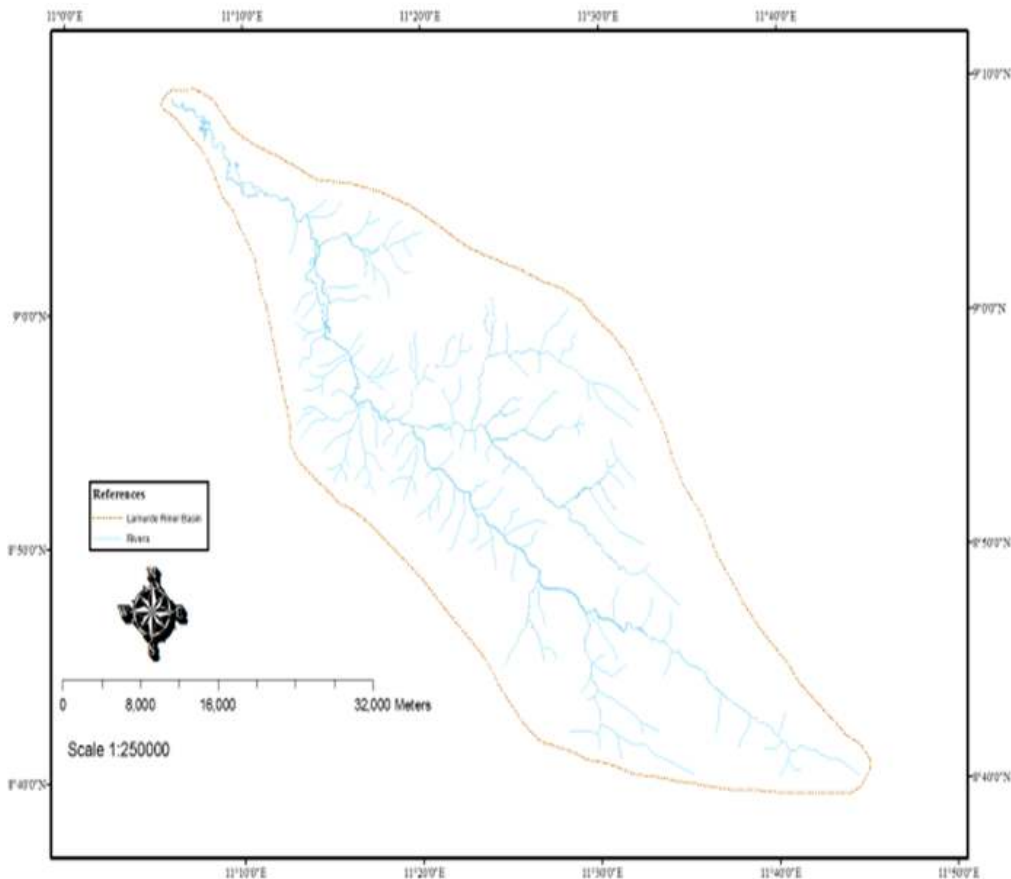 11°0'0"E 11°10'0"E 11°20'0"E 11°30'0"E 11°40'0"E
9°10'0"N
9°0'0"N 9°0'0"N
References
Lamurde River Basin
Rivers
8°50'0"N 8°50'0"N
0 8,000 16,000 32,000 Meters
Scale 1:250000
8°40'0"N 8°40'0"N
11°10'0"E 11°20'0"E 11°30'0"E 11°40'0"E 11°50'0"E